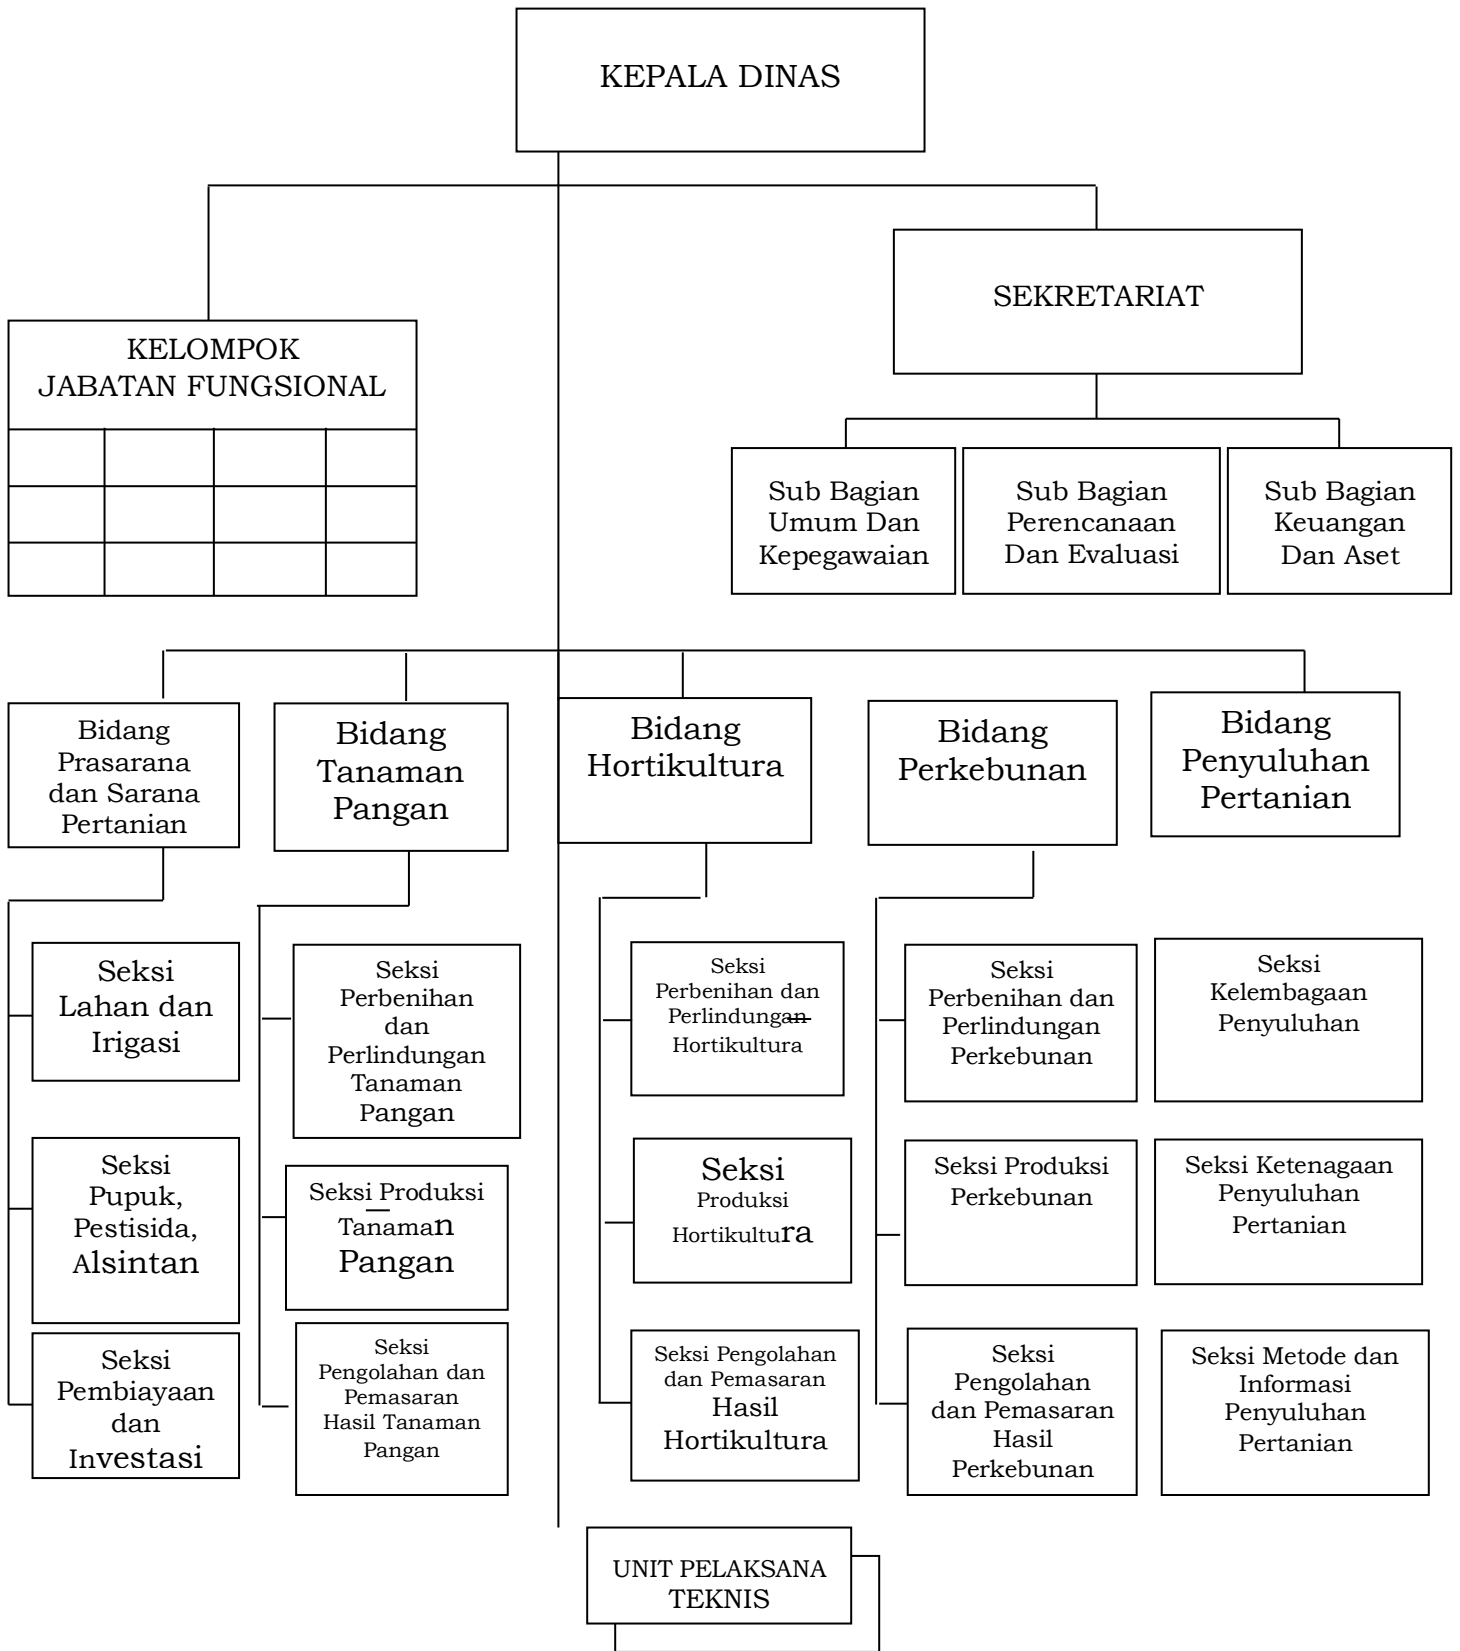 KEPALA DINAS
SEKRETARIAT
KELOMPOK
JABATAN FUNGSIONAL
Sub Bagian
Umum Dan
Kepegawaian
Sub Bagian
Perencanaan
Dan Evaluasi
Sub Bagian
Keuangan
Dan Aset
Bidang
Prasarana
dan Sarana
Pertanian
Bidang
Tanaman
Pangan
Bidang
Hortikultura
Bidang
Perkebunan
Bidang
Penyuluhan
Pertanian
Seksi
Lahan dan
Irigasi
Seksi
Perbenihan
dan
Perlindungan
Tanaman
Pangan
Seksi
Perbenihan dan
Perlindungan
Hortikultura
Seksi
Perbenihan dan
Perlindungan
Perkebunan
Seksi
Kelembagaan
Penyuluhan
Seksi
Pupuk,
Pestisida,
Alsintan
Seksi Produksi
Tanaman
Pangan
Seksi
Produksi
Hortikultura
Seksi Produksi
Perkebunan
Seksi Ketenagaan
Penyuluhan
Pertanian
Seksi
Pembiayaan
dan
Investasi
Seksi
Pengolahan dan
Pemasaran
Hasil Tanaman
Pangan
Seksi Pengolahan
dan Pemasaran
Hasil
Hortikultura
Seksi
Pengolahan
dan Pemasaran
Hasil
Perkebunan
Seksi Metode dan
Informasi
Penyuluhan
Pertanian
UNIT PELAKSANA
TEKNIS